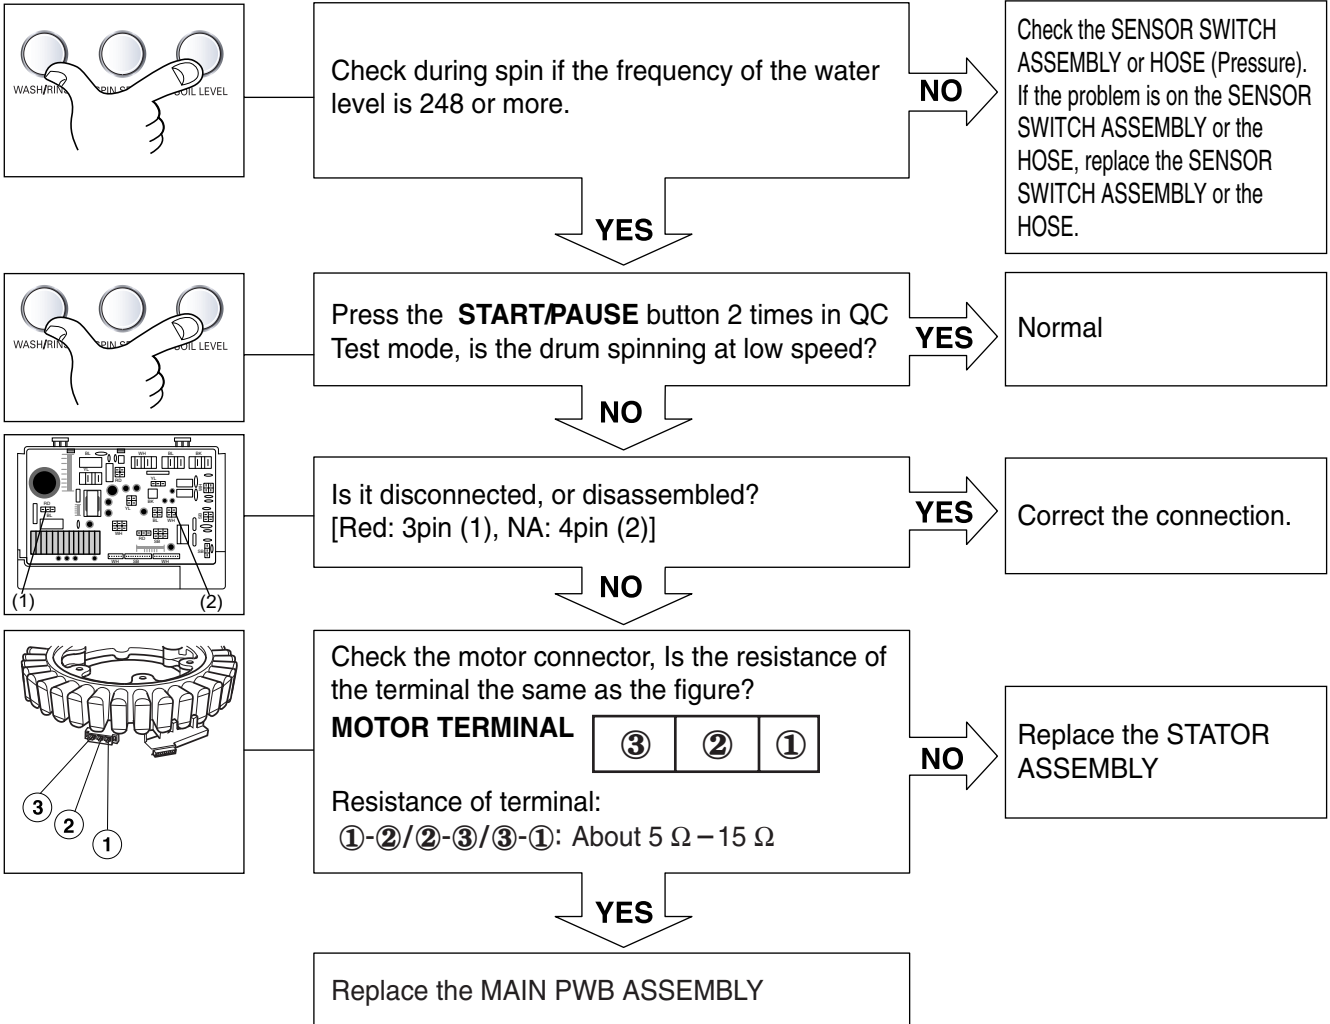 WASH/RIN SPIN S OIL LEVEL
Check during spin if the frequency of the water
level is 248 or more.
NO
Check the SENSOR SWITCH
ASSEMBLY or HOSE (Pressure).
If the problem is on the SENSOR
SWITCH ASSEMBLY or the
HOSE, replace the SENSOR
SWITCH ASSEMBLY or the
HOSE.
YES
WASH/RIN SPIN S OIL LEVEL
Press the START/PAUSE button 2 times in QC
Test mode, is the drum spinning at low speed?
YES
Normal
NO
(1)
(2)
Is it disconnected, or disassembled?
[Red: 3pin (1), NA: 4pin (2)]
YES
Correct the connection.
NO
3
2
1
Check the motor connector, Is the resistance of
the terminal the same as the figure?
MOTOR TERMINAL
③ ② ①
Resistance of terminal:
①-②/②-③/③-①: About 5 Ω – 15 Ω
NO
Replace the STATOR
ASSEMBLY
YES
Replace the MAIN PWB ASSEMBLY